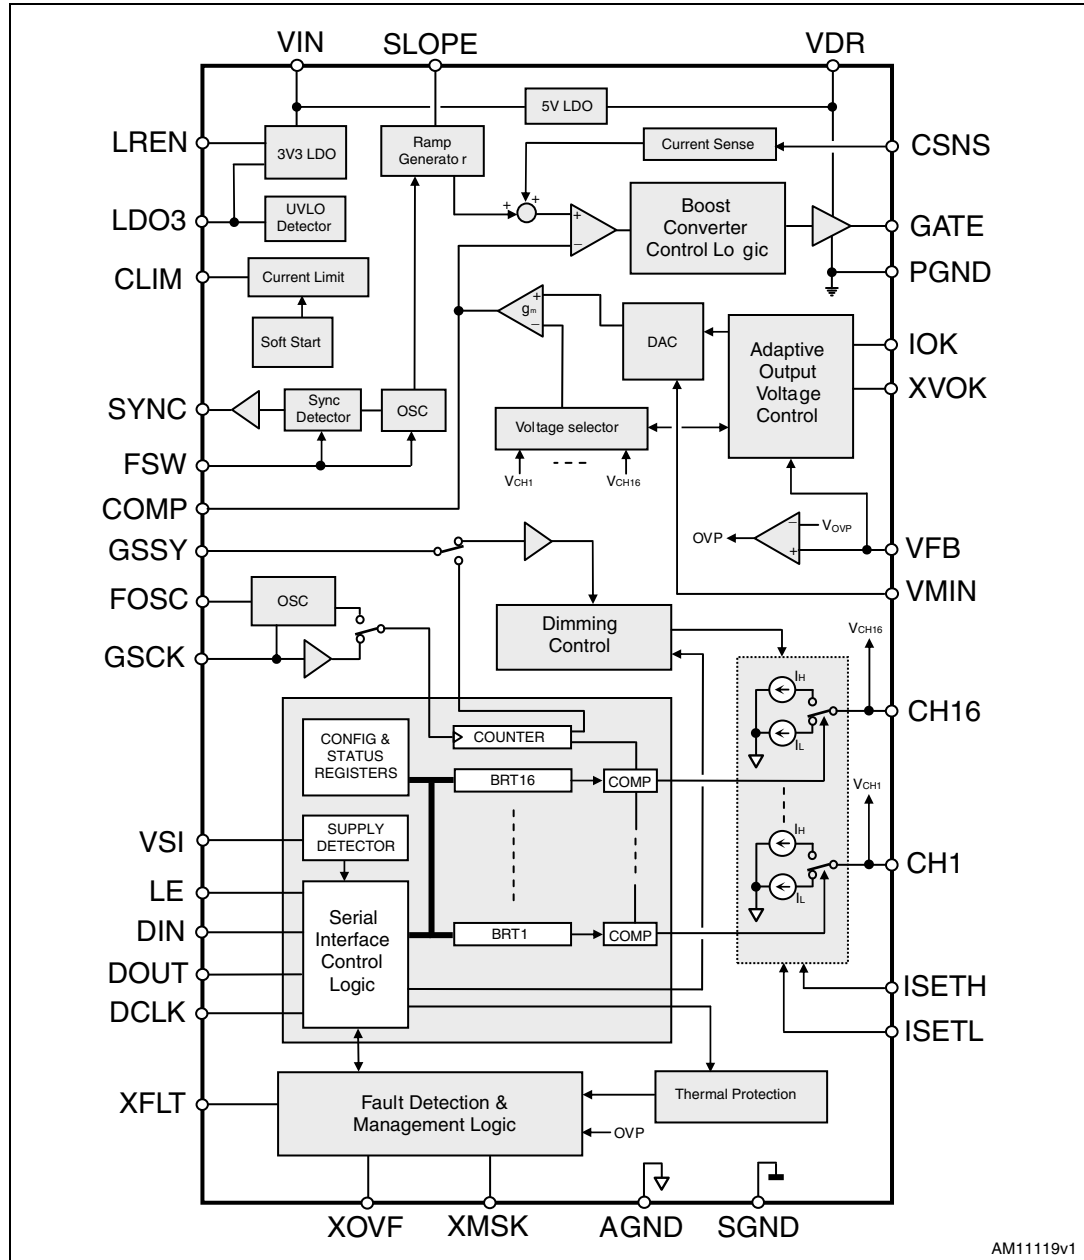 VIN
SLOPE
VDR
5V LDO
LREN
3V3 LDO
Ramp
Generato r
Current Sense
CSNS
LDO3
UVLO
Detector
+
+
+
−
Boost
Converter
Control Lo gic
GATE
PGND
CLIM
Current Limit
Soft Start
gm
+
−
DAC
Adaptive
Output
Voltage
Control
IOK
XVOK
SYNC
Sync
Detector
OSC
Voltage selector
VCH1
VCH16
FSW
COMP
OVP
VOVP
−
+
VFB
GSSY
VMIN
FOSC
OSC
GSCK
Dimming
Control
VCH16
IH
IL
CH16
CONFIG &
STATUS
REGISTERS
COUNTER
BRT16
COMP
VCH1
IH
IL
CH1
VSI
SUPPLY
DETECTOR
LE
DIN
DOUT
DCLK
Serial
Interface
Control
Logic
BRT1
COMP
ISETH
ISETL
XFLT
Fault Detection &
Management Logic
OVP
Thermal Protection
XOVF
XMSK
AGND
SGND
AM11119v1